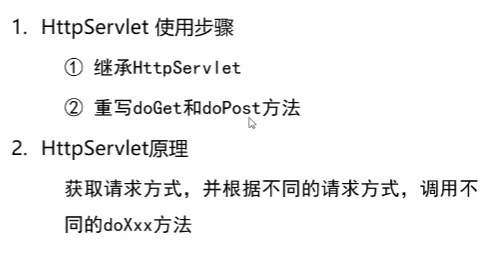 1. HttpServlet 使用步骤
① 继承HttpServlet
② 重写doGet和doPost方法
2. HttpServlet原理
获取请求方式，并根据不同的请求方式，调用不
同的doXxx方法